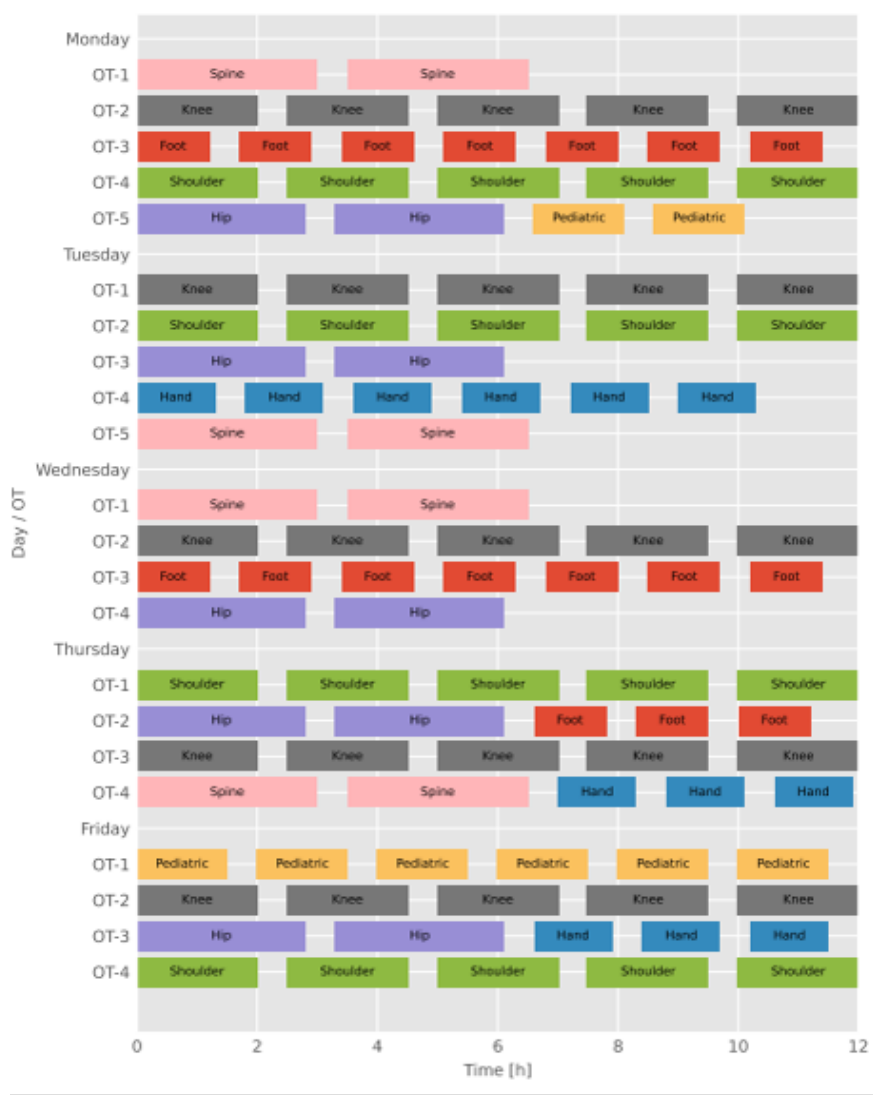 Monday
OT-1 Spine Spine
OT-2 Knee Knee Knee Knee Knee
OT-3 Foot Foot Foot Foot Foot Foot Foot
OT-4 Shoulder Shoulder Shoulder Shoulder Shoulder
OT-5 Hip Hip Pediatric Pediatric
Tuesday
OT-1 Knee Knee Knee Knee Knee
OT-2 Shoulder Shoulder Shoulder Shoulder Shoulder
OT-3 Hip Hip
OT-4 Hand Hand Hand Hand Hand Hand
OT-5 Spine Spine
Wednesday
OT-1 Spine Spine
OT-2 Knee Knee Knee Knee Knee
OT-3 Foot Foot Foot Foot Foot Foot Foot
OT-4 Hip Hip
Thursday
OT-1 Shoulder Shoulder Shoulder Shoulder Shoulder
OT-2 Hip Hip Foot Foot Foot
OT-3 Knee Knee Knee Knee Knee
OT-4 Spine Spine Hand Hand Hand
Friday
OT-1 Pediatric Pediatric Pediatric Pediatric Pediatric Pediatric
OT-2 Knee Knee Knee Knee Knee
OT-3 Hip Hip Hand Hand Hand
OT-4 Shoulder Shoulder Shoulder Shoulder Shoulder
0 2 4 6 8 10 12
Time [h]
Day / OT